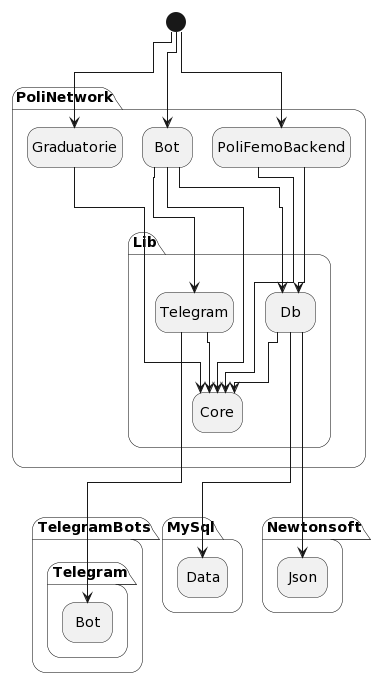 PoliNetwork
Graduatorie
Bot
PoliFemoBackend
Lib
Telegram
Db
Core
TelegramBots
MySql
Newtonsoft
Telegram
Data
Json
Bot